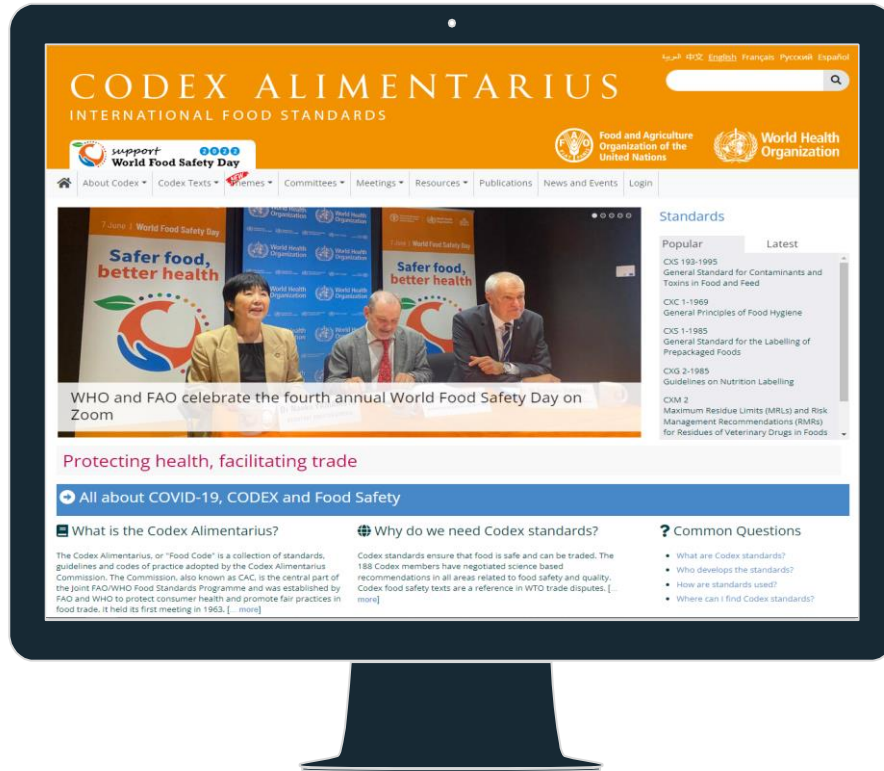 العربية 中文 English Français Русский Español
CODEX ALIMENTARIUS
INTERNATIONAL FOOD STANDARDS
support 2022
World Food Safety Day
Food and Agriculture
Organization of the
United Nations
World Health
Organization
About Codex
Codex Texts
NEW
Themes
Committees
Meetings
Resources
Publications
News and Events
Login
7 June | World Food Safety Day
Safer food,
better health
World Health
Organization
7 June | World Food Safety Day
Safer food,
better health
WHO and FAO celebrate the fourth annual World Food Safety Day on
Zoom
Standards
Popular
Latest
CXS 193-1995
General Standard for Contaminants and
Toxins in Food and Feed
CXC 1-1969
General Principles of Food Hygiene
CXS 1-1985
General Standard for the Labelling of
Prepackaged Foods
CXG 2-1985
Guidelines on Nutrition Labelling
CXM 2
Maximum Residue Limits (MRLs) and Risk
Management Recommendations (RMRs)
for Residues of Veterinary Drugs in Foods
Protecting health, facilitating trade
All about COVID-19, CODEX and Food Safety
What is the Codex Alimentarius?
The Codex Alimentarius, or "Food Code" is a collection of standards,
guidelines and codes of practice adopted by the Codex Alimentarius
Commission. The Commission, also known as CAC, is the central part of
the Joint FAO/WHO Food Standards Programme and was established by
FAO and WHO to protect consumer health and promote fair practices in
food trade. It held its first meeting in 1963. [... more]
Why do we need Codex standards?
Codex standards ensure that food is safe and can be traded. The
188 Codex members have negotiated science based
recommendations in all areas related to food safety and quality.
Codex food safety texts are a reference in WTO trade disputes. [...
more]
? Common Questions
What are Codex standards?
Who develops the standards?
How are standards used?
Where can I find Codex standards?